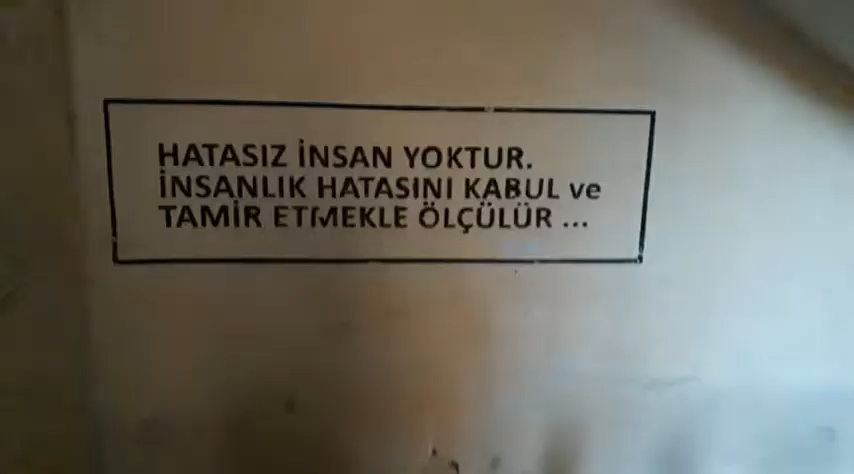 HATASIZ İNSAN YOKTUR.
İNSANLIK HATASINI KABUL ve
TAMİR ETMEKLE ÖLÇÜLÜR ...